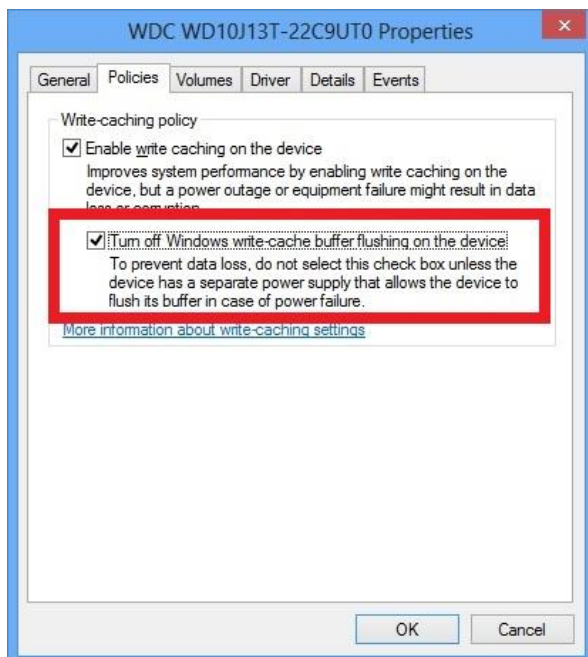 WDC WD10J13T-22C9UT0 Properties
General Policies Volumes Driver Details Events
Write-caching policy
Enable write caching on the device
Improves system performance by enabling write caching on the
device, but a power outage or equipment failure might result in data
loss or corruption.
Turn off Windows write-cache buffer flushing on the device
To prevent data loss, do not select this check box unless the
device has a separate power supply that allows the device to
flush its buffer in case of power failure.
More information about write-caching settings
OK Cancel